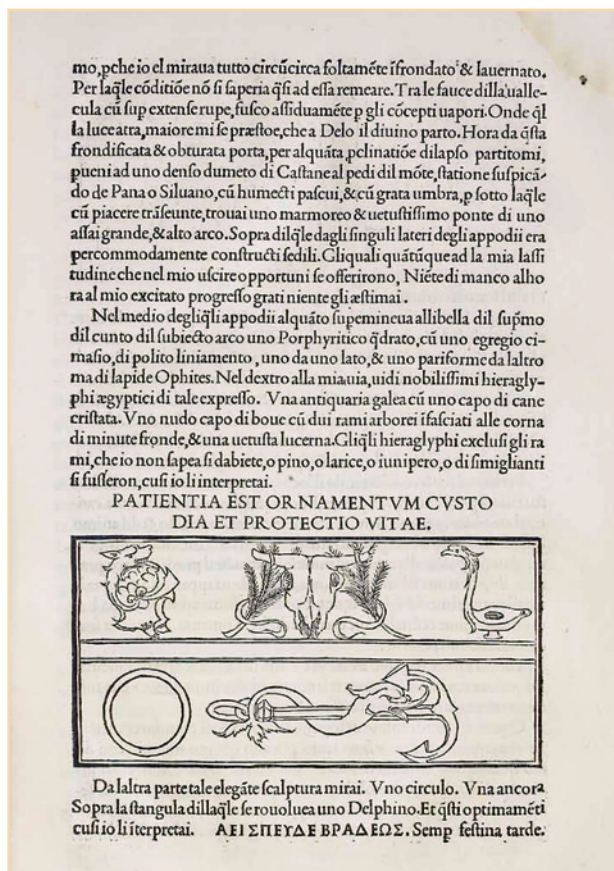 mo, ꝑche io el miraua tutto circũcirca foltamẽte ĩfrondato & lauernato.
Per laq̃le cõditiõe nõ si saperia q̃si ad essa remeare. Tra le fauce dilla ualle-
cula cũ sup extense rupe, fusco assiduamẽte p gli cõcepti uapori. Onde q̃l
la luce atra, maiore mi se præstoe, che a Delo il diuino parto. Hora da q̃sta
frondificata & obturata porta, per alquãta, ꝑclinatiõe dilapso partitomi,
pueni ad uno denso dumeto di Castane al pedi dil mõte, statione suspicã-
do de Pana o Siluano, cũ humecti pascui, & cũ grata umbra, p sotto laq̃le
cũ piacere trãseunte, trouai uno marmoreo & uetustissimo ponte di uno
assai grande, & alto arco. Sopra dilq̃le dagli singuli lateri degli appodii era
percommodamente constructi sedili. Gliquali quãtũque ad la mia lassi
tudine che nel mio uscire opportuni se offerirono, Niẽte di manco alho
ra al mio excitato progresso grati niente gli æstimai.
Nel medio degliq̃li appodii alquãto supemineua allibella dil sup̃mo
dil cunto dil subiecto arco uno Porphyritico q̃drato, cũ uno egregio ci-
masio, di polito liniamento, uno da uno lato, & uno pariforme da laltro
ma di lapide Ophites. Nel dextro alla mia uia, uidi nobilissimi hieragly-
phi ægyptici di tale expresso. Vna antiquaria galea cũ uno capo di cane
cristata. Vno nudo capo di boue cũ dui rami arborei ĩfasciati alle corna
di minute fronde, & una uetusta lucerna. Gliq̃li hieraglyphi exclusi gli ra
mi, che io non sapea si dabiete, o pino, o larice, o iunipero, o di simiglianti
si fusseron, cusi io li interpretai.
PATIENTIA EST ORNAMENTVM CVSTO
DIA ET PROTECTIO VITAE.
Da laltra parte tale elegãte scalptura mirai. Vno circulo. Vna ancora
Sopra la stangula dillaq̃le se rouoluea uno Delphino. Et q̃sti optimamẽti
cusi io li ĩterpretai. ΑΕΙ ΣΠΕΥΔΕ ΒΡΑΔΕΩΣ. Semp festina tarde.